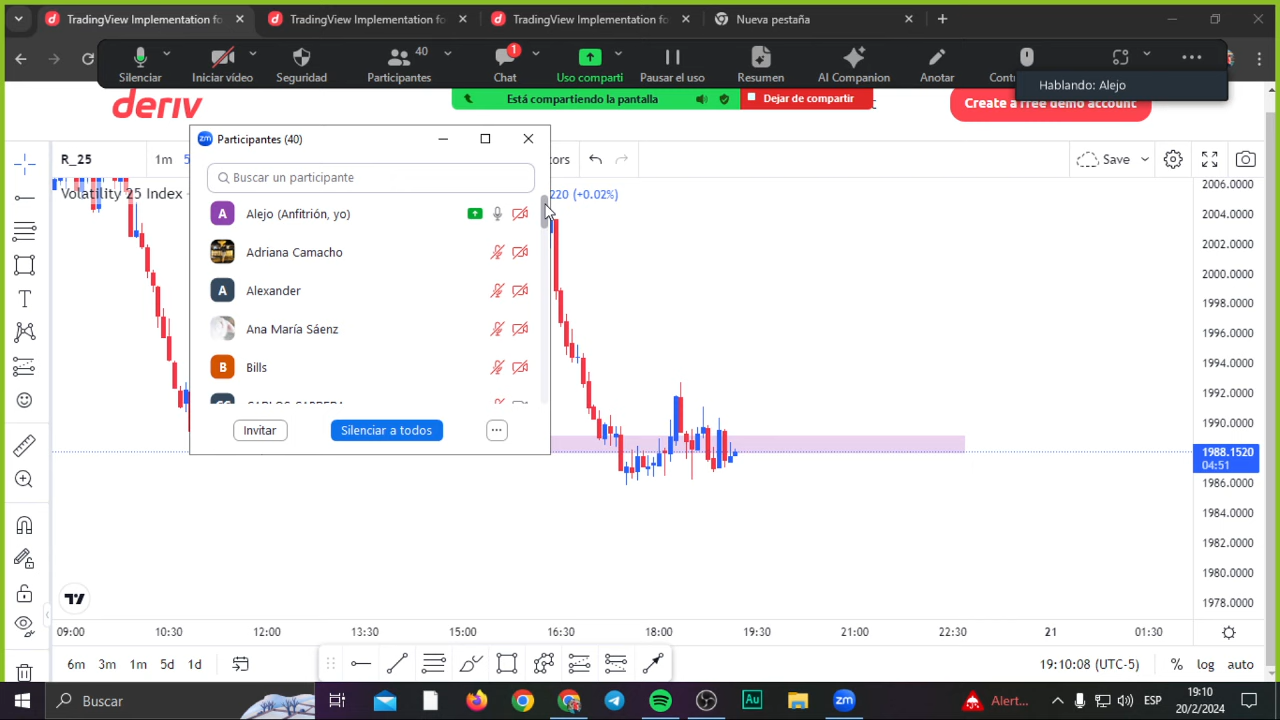 TradingView Implementation fo
TradingView Implementation fo
TradingView Implementation fo
Nueva pestaña
Silenciar
Iniciar vídeo
Seguridad
40
Participantes
1
Chat
Uso comparti
Pausar el uso
Resumen
AI Companion
Anotar
Hablando: Alejo
Está compartiendo la pantalla
Dejar de compartir
deriv
Create a free demo account
Participantes (40)
R_25
1m
Save
Buscar un participante
Volatility 25 Index
220 (+0.02%)
A
Alejo (Anfitrión, yo)
Adriana Camacho
A
Alexander
Ana María Sáenz
B
Bills
Invitar
Silenciar a todos
2006.0000
2004.0000
2002.0000
2000.0000
1998.0000
1996.0000
1994.0000
1992.0000
1990.0000
1988.1520
04:51
1986.0000
1984.0000
1982.0000
1980.0000
1978.0000
09:00
10:30
12:00
13:30
15:00
16:30
18:00
19:30
21:00
22:30
21
01:30
6m
3m
1m
5d
1d
19:10:08 (UTC-5)
%
log
auto
Buscar
Alert...
ESP
19:10
20/2/2024